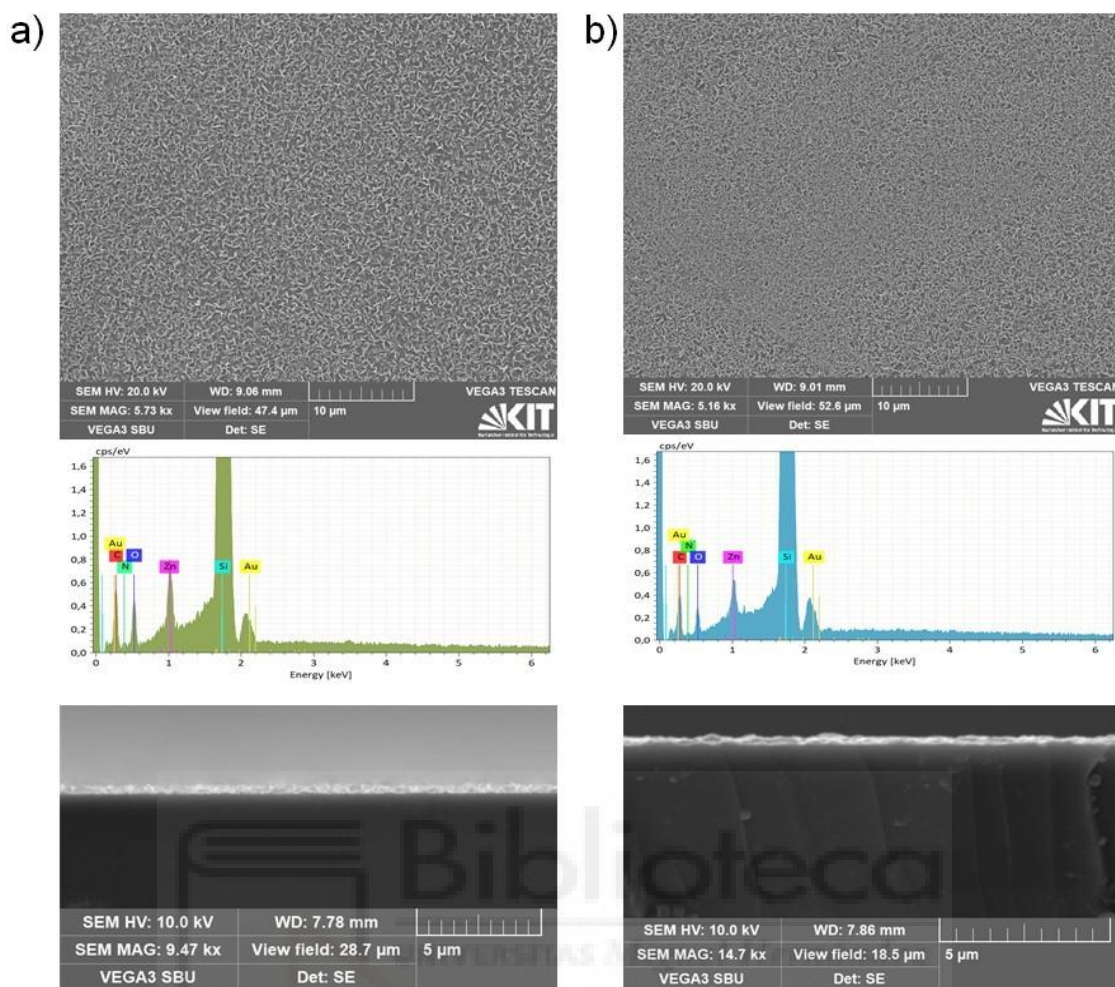 a)
b)
SEM HV: 20.0 kV WD: 9.06 mm VEGA3 TESCAN
SEM MAG: 5.73 kx View field: 47.4 µm 10 µm
VEGA3 SBU Det: SE KIT
SEM HV: 20.0 kV WD: 9.01 mm VEGA3 TESCAN
SEM MAG: 5.16 kx View field: 52.6 µm 10 µm
VEGA3 SBU Det: SE KIT
cps/eV
1,6
1,4
1,2
1,0
0,8
0,6
0,4
0,2
0,0
Au
C N O Zn Si Au
0 1 2 3 4 5 6
Energy [keV]
cps/eV
1,6
1,4
1,2
1,0
0,8
0,6
0,4
0,2
0,0
Au
N
C O Zn Si Au
0 1 2 3 4 5 6
Energy [keV]
Biblioteca
SEM HV: 10.0 kV WD: 7.78 mm
SEM MAG: 9.47 kx View field: 28.7 µm 5 µm
VEGA3 SBU Det: SE
SEM HV: 10.0 kV WD: 7.86 mm
SEM MAG: 14.7 kx View field: 18.5 µm 5 µm
VEGA3 SBU Det: SE